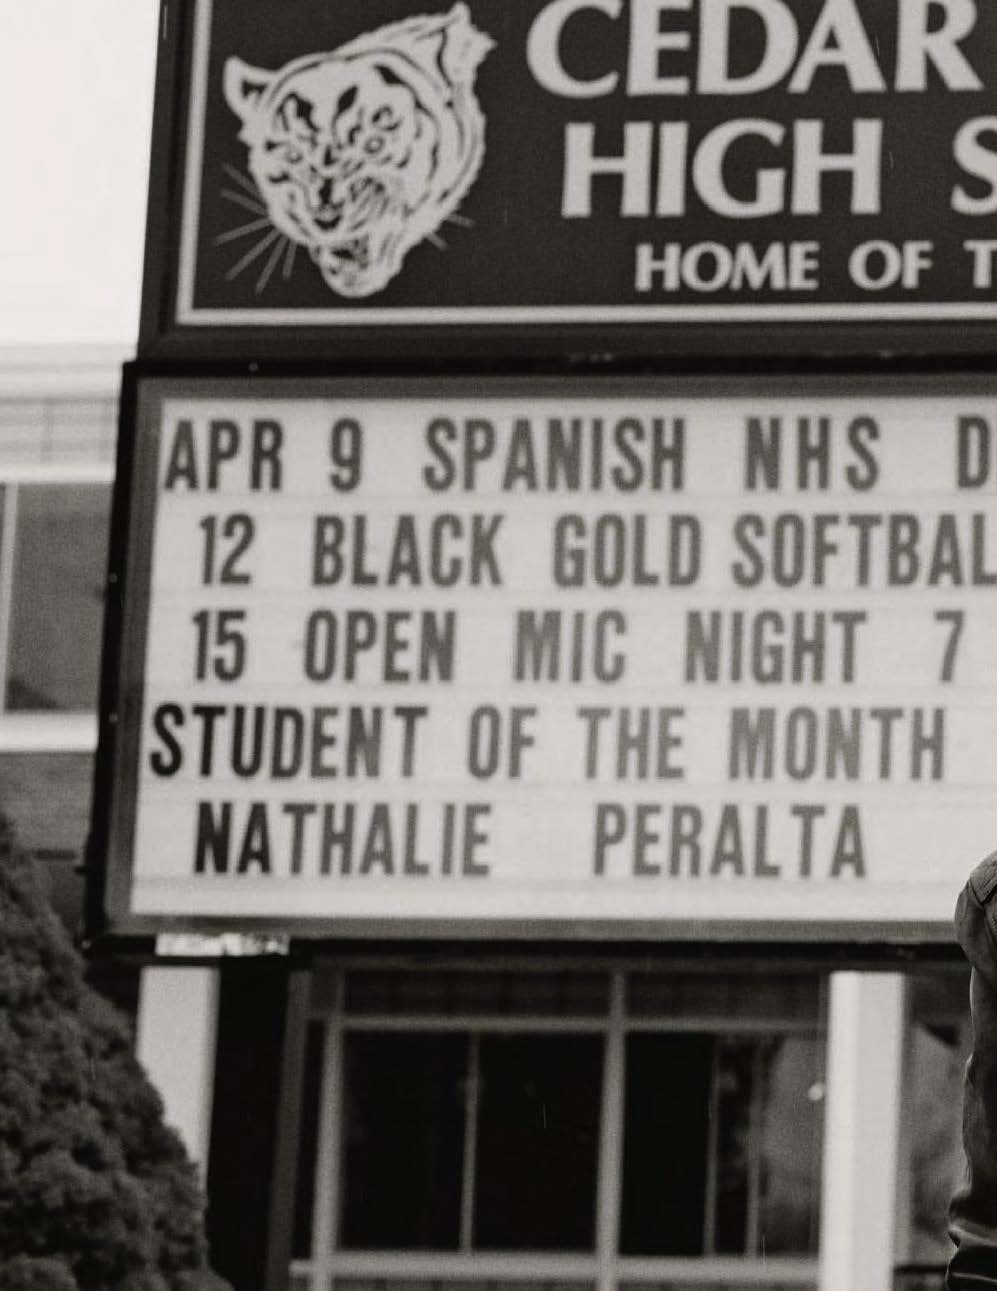 CEDAR
HIGH S
HOME OF T
APR 9 SPANISH NHS D
12 BLACK GOLD SOFTBAL
15 OPEN MIC NIGHT 7
STUDENT OF THE MONTH
NATHALIE PERALTA